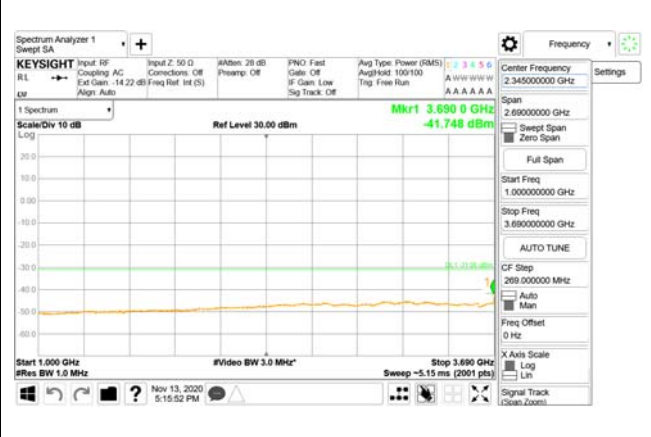 Spectrum Analyzer 1
Swept SA
+
Frequency
KEYSIGHT
RL
Input: RF
Coupling: AC
Ext Gain: -14.22 dB
Align: Auto
Input Z: 50 Ω
Corrections: Off
Freq Ref: Int (S)
#Atten: 28 dB
Preamp: Off
PNO: Fast
Gate: Off
IF Gain: Low
Sig Track: Off
Avg Type: Power (RMS)
Avg|Hold: 100/100
Trig: Free Run
1 2 3 4 5 6
A W W W W W
A A A A A A
Center Frequency
2.345000000 GHz
Settings
Span
2.69000000 GHz
Swept Span
Zero Span
Full Span
Start Freq
1.000000000 GHz
Stop Freq
3.690000000 GHz
AUTO TUNE
CF Step
269.000000 MHz
Auto
Man
Freq Offset
0 Hz
X Axis Scale
Log
Lin
Signal Track
(Span Zoom)
1 Spectrum
Scale/Div 10 dB
Ref Level 30.00 dBm
Mkr1 3.690 0 GHz
-41.748 dBm
Log
20.0
10.0
0.00
-10.0
-20.0
-30.0
-40.0
-50.0
-60.0
1
Start 1.000 GHz
#Video BW 3.0 MHz*
Stop 3.690 GHz
#Res BW 1.0 MHz
Sweep ~5.15 ms (2001 pts)
?
Nov 13, 2020
5:15:52 PM